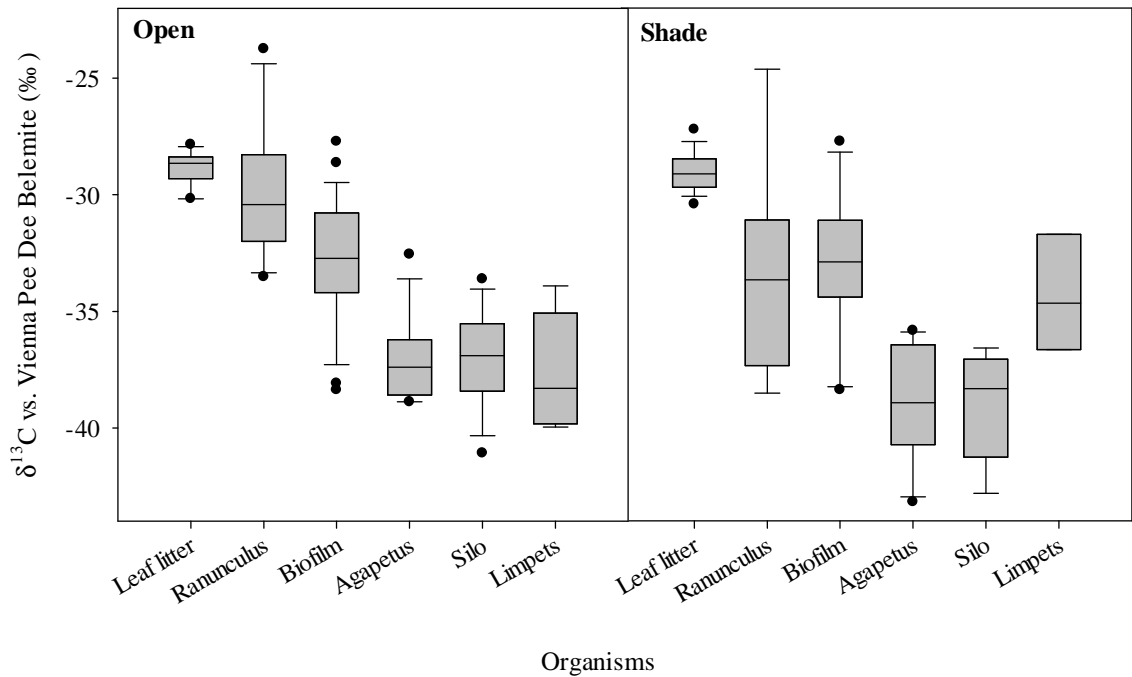 Open
Shade
δ13C vs. Vienna Pee Dee Belemite (‰)
-25
-30
-35
-40
Leaf litter
Ranunculus
Biofilm
Agapetus
Silo
Limpets
Leaf litter
Ranunculus
Biofilm
Agapetus
Silo
Limpets
Organisms